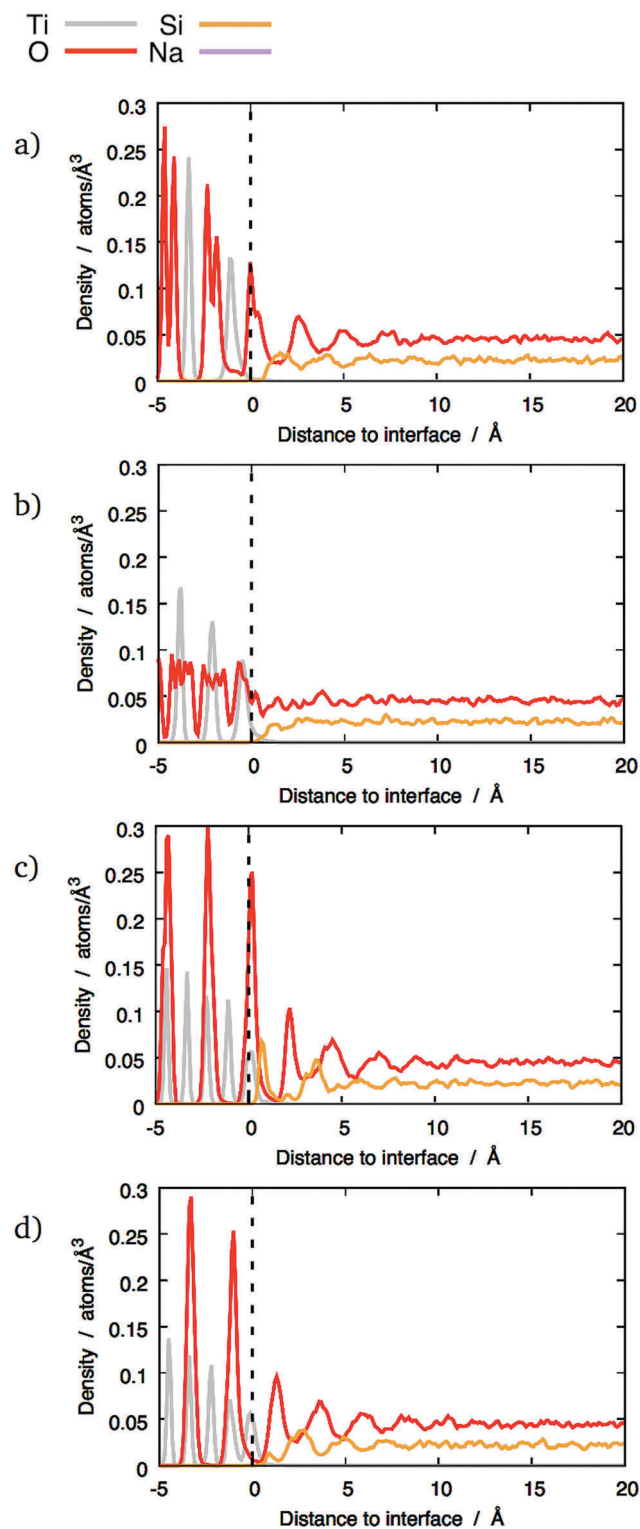 Ti Si
O Na
a)
0.3
0.25
0.2
0.15
0.1
0.05
0
Density / atoms/Å³
-5 0 5 10 15 20
Distance to interface / Å
b)
0.3
0.25
0.2
0.15
0.1
0.05
0
Density / atoms/Å³
-5 0 5 10 15 20
Distance to interface / Å
c)
0.3
0.25
0.2
0.15
0.1
0.05
0
Density / atoms/Å³
-5 0 5 10 15 20
Distance to interface / Å
d)
0.3
0.25
0.2
0.15
0.1
0.05
0
Density / atoms/Å³
-5 0 5 10 15 20
Distance to interface / Å